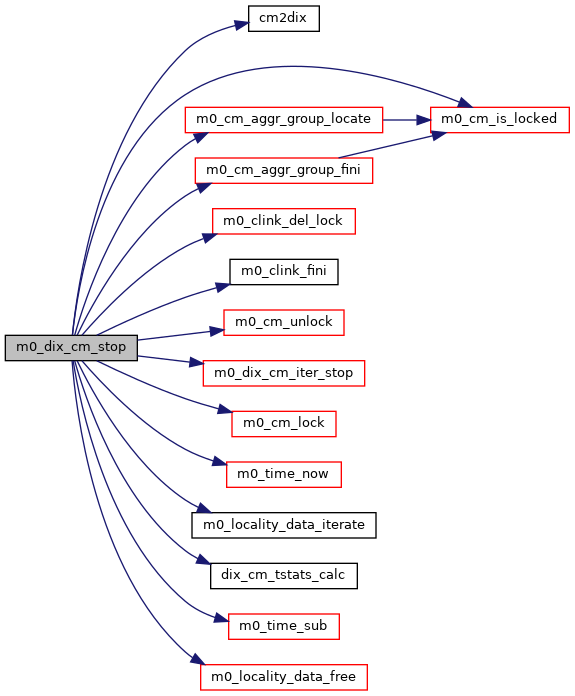 cm2dix
m0_cm_aggr_group_locate
m0_cm_is_locked
m0_cm_aggr_group_fini
m0_clink_del_lock
m0_clink_fini
m0_cm_unlock
m0_dix_cm_stop
m0_dix_cm_iter_stop
m0_cm_lock
m0_time_now
m0_locality_data_iterate
dix_cm_tstats_calc
m0_time_sub
m0_locality_data_free